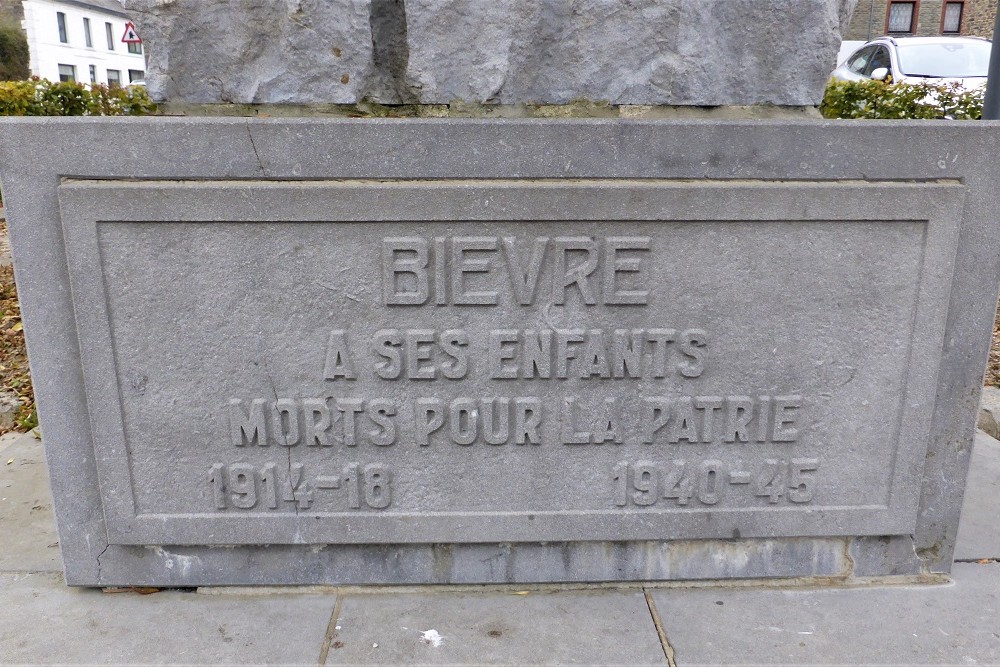 BIEVRE
A SES ENFANTS
MORTS POUR LA PATRIE
1914-18 1940-45